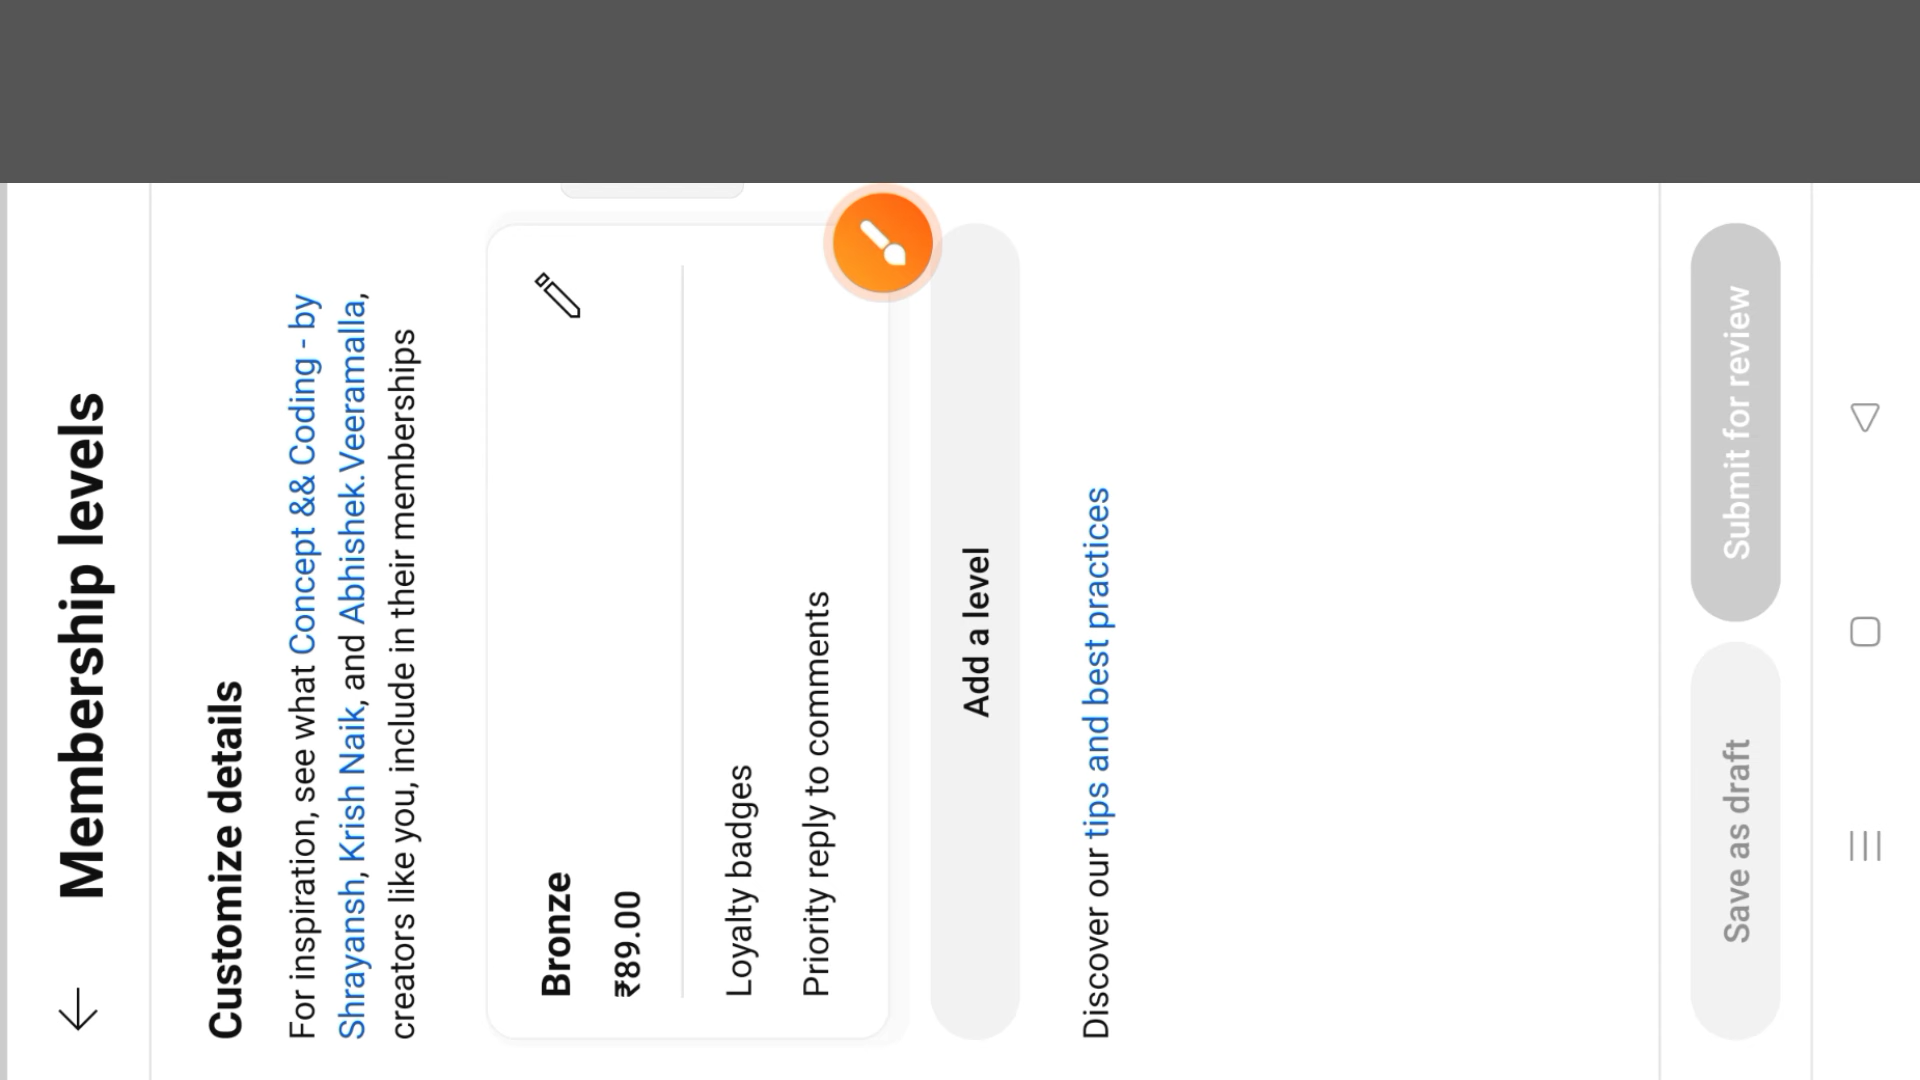 Membership levels
Customize details
For inspiration, see what Concept && Coding - by
Shrayansh, Krish Naik, and Abhishek.Veeramalla,
creators like you, include in their memberships
Bronze
₹89.00
Loyalty badges
Priority reply to comments
Add a level
Discover our tips and best practices
Save as draft
Submit for review